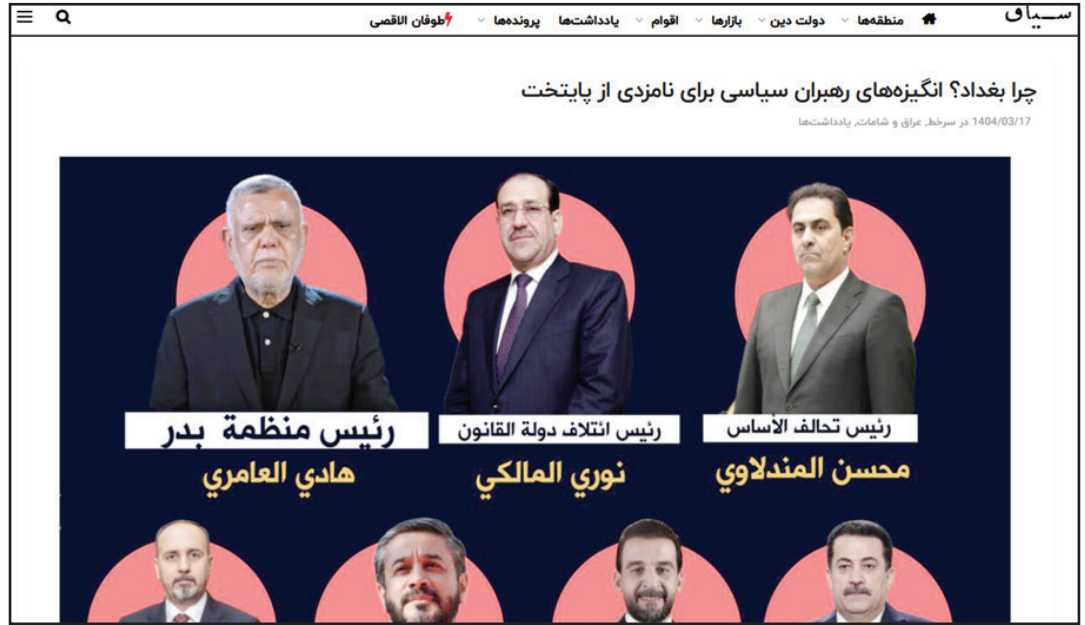 سیاق
منطقه‌ها دولت دین بازارها اقوام یادداشت‌ها پرونده‌ها طوفان الاقصی
چرا بغداد؟ انگیزه‌های رهبران سیاسی برای نامزدی از پایتخت
1404/03/17 در سرخط, عراق و شامات, یادداشت‌ها
رئيس تحالف الأساس
محسن المندلاوي
رئيس ائتلاف دولة القانون
نوري المالكي
رئيس منظمة بدر
هادي العامري